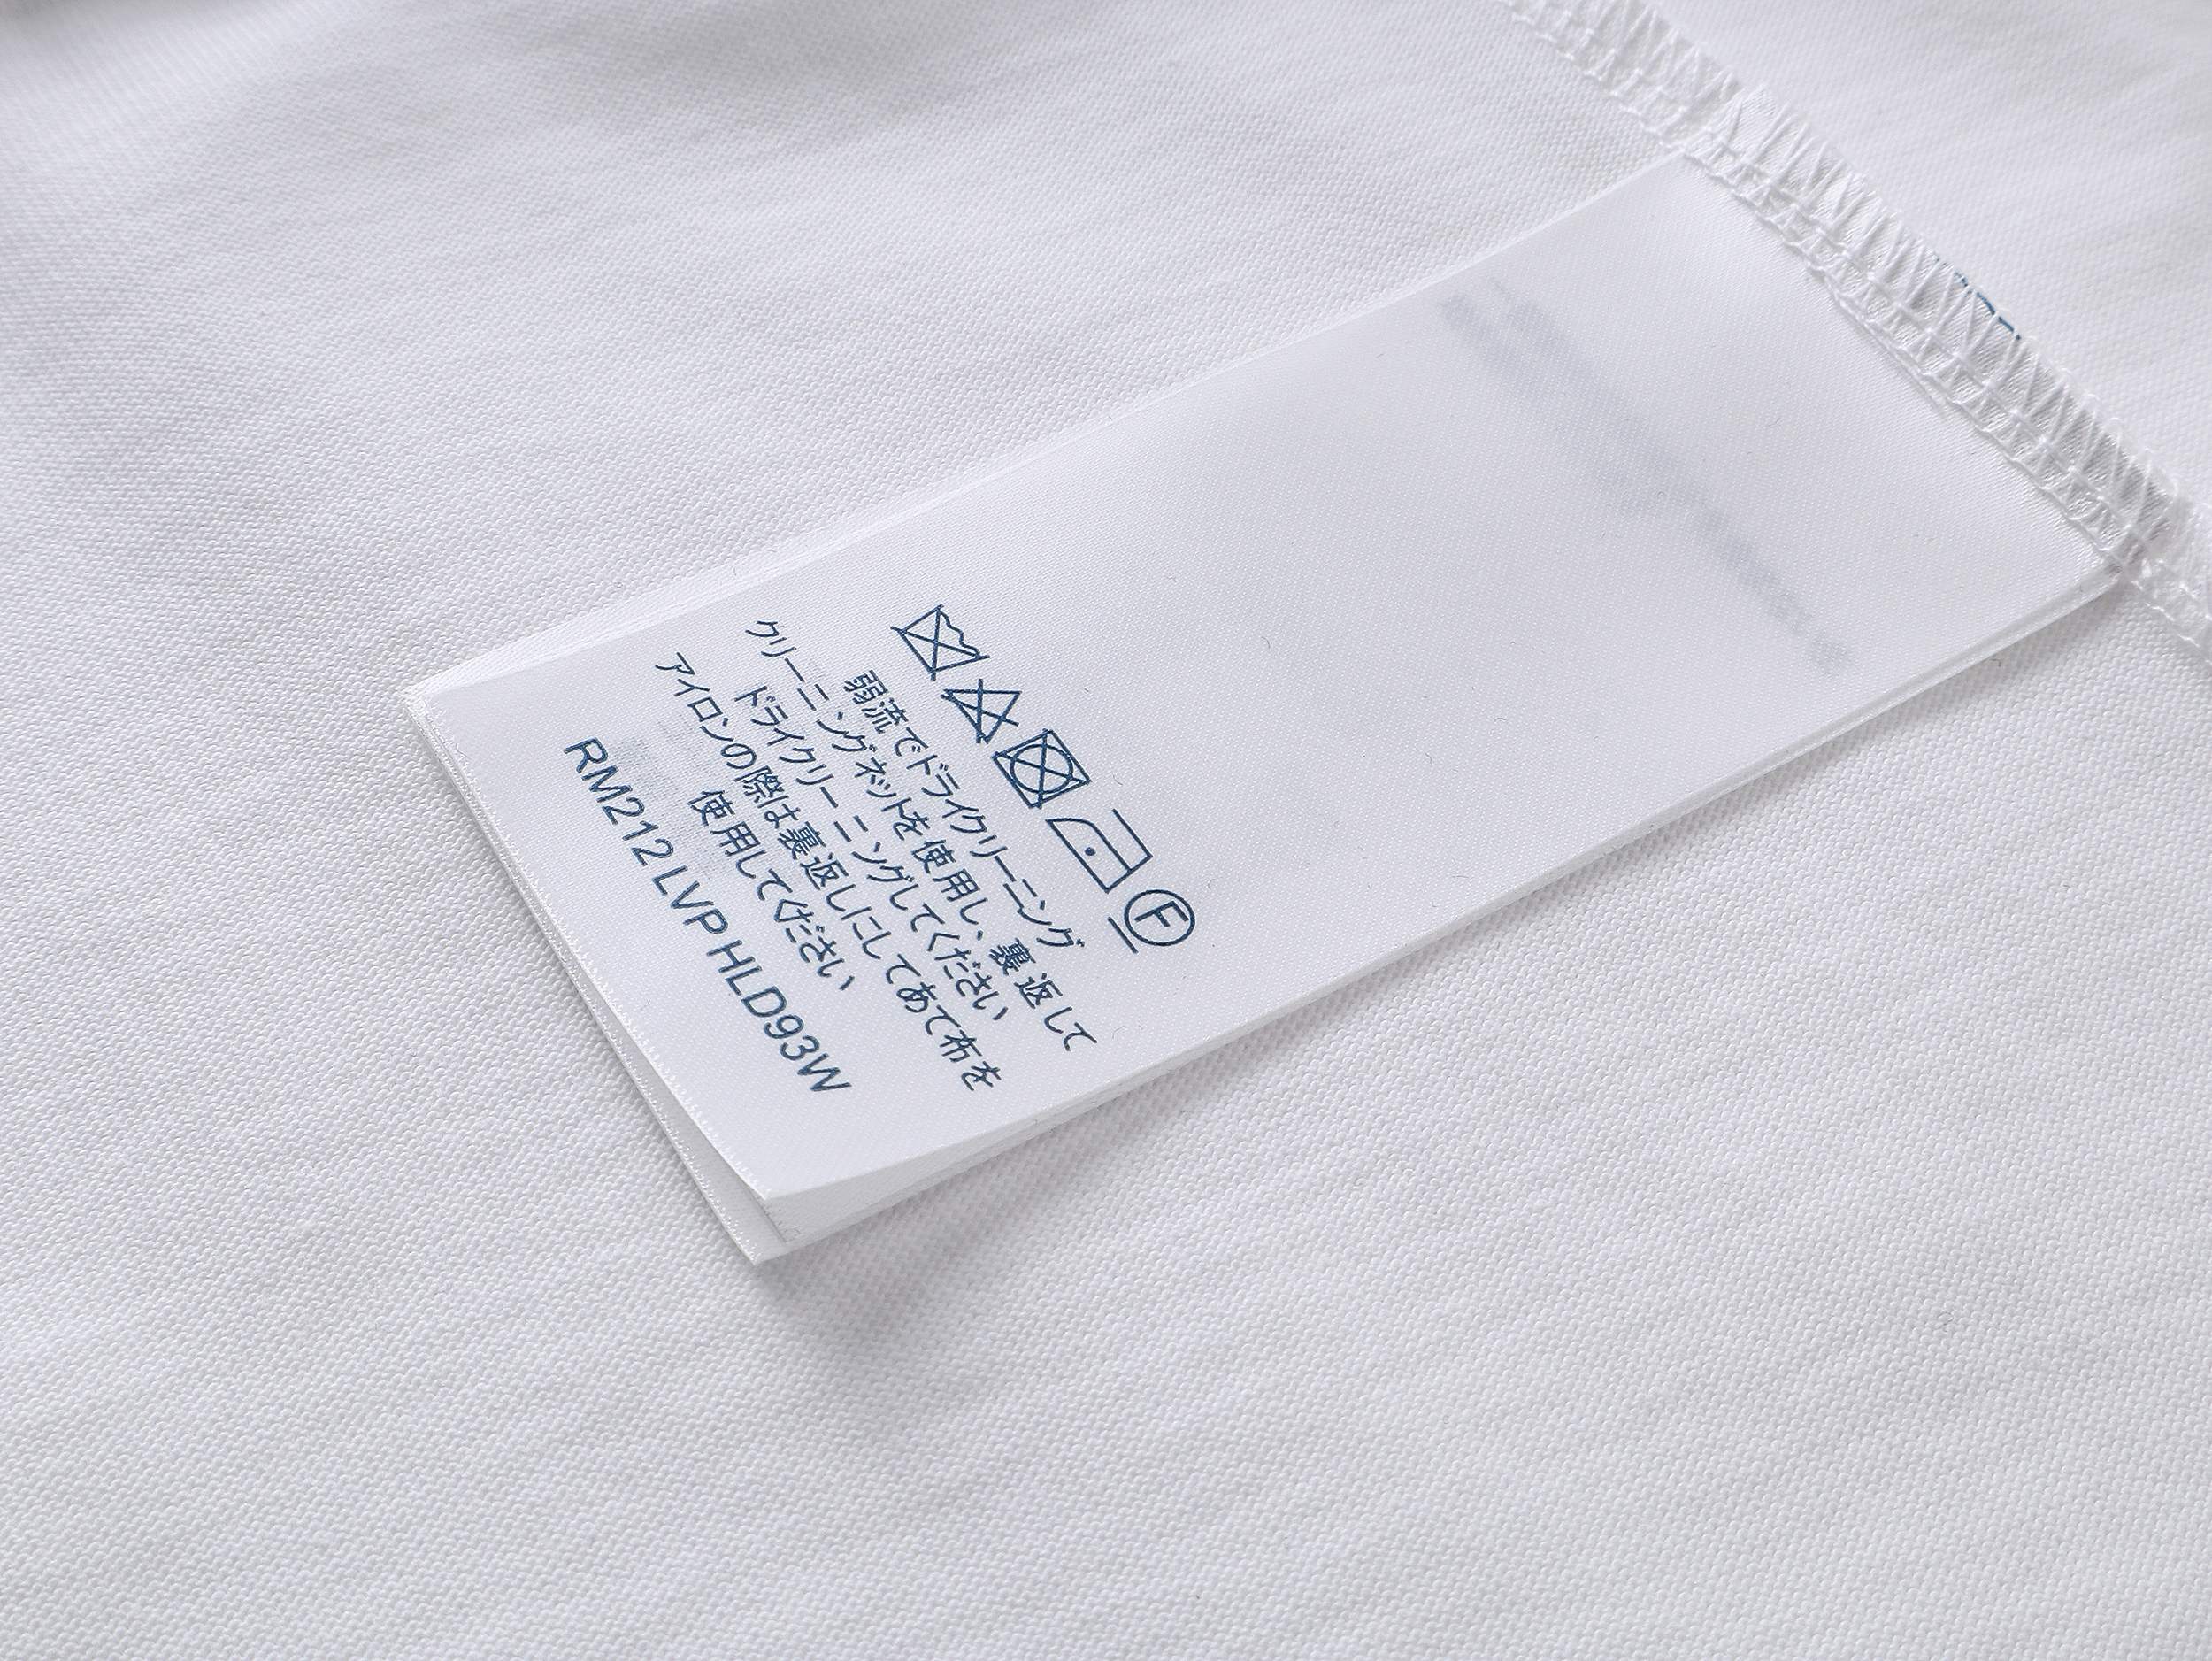 弱流でドライクリーニング
クリーニングネットを使用し、裏返して
ドライクリーニングしてください
アイロンの際は裏返しにしてあて布を
使用してください
RM212 LVP HLD93W